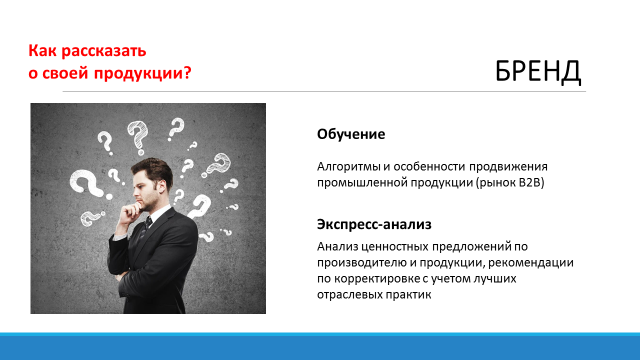 Как рассказать
о своей продукции?
БРЕНД
Обучение
Алгоритмы и особенности продвижения
промышленной продукции (рынок B2B)
Экспресс-анализ
Анализ ценностных предложений по
производителю и продукции, рекомендации
по корректировке с учетом лучших
отраслевых практик